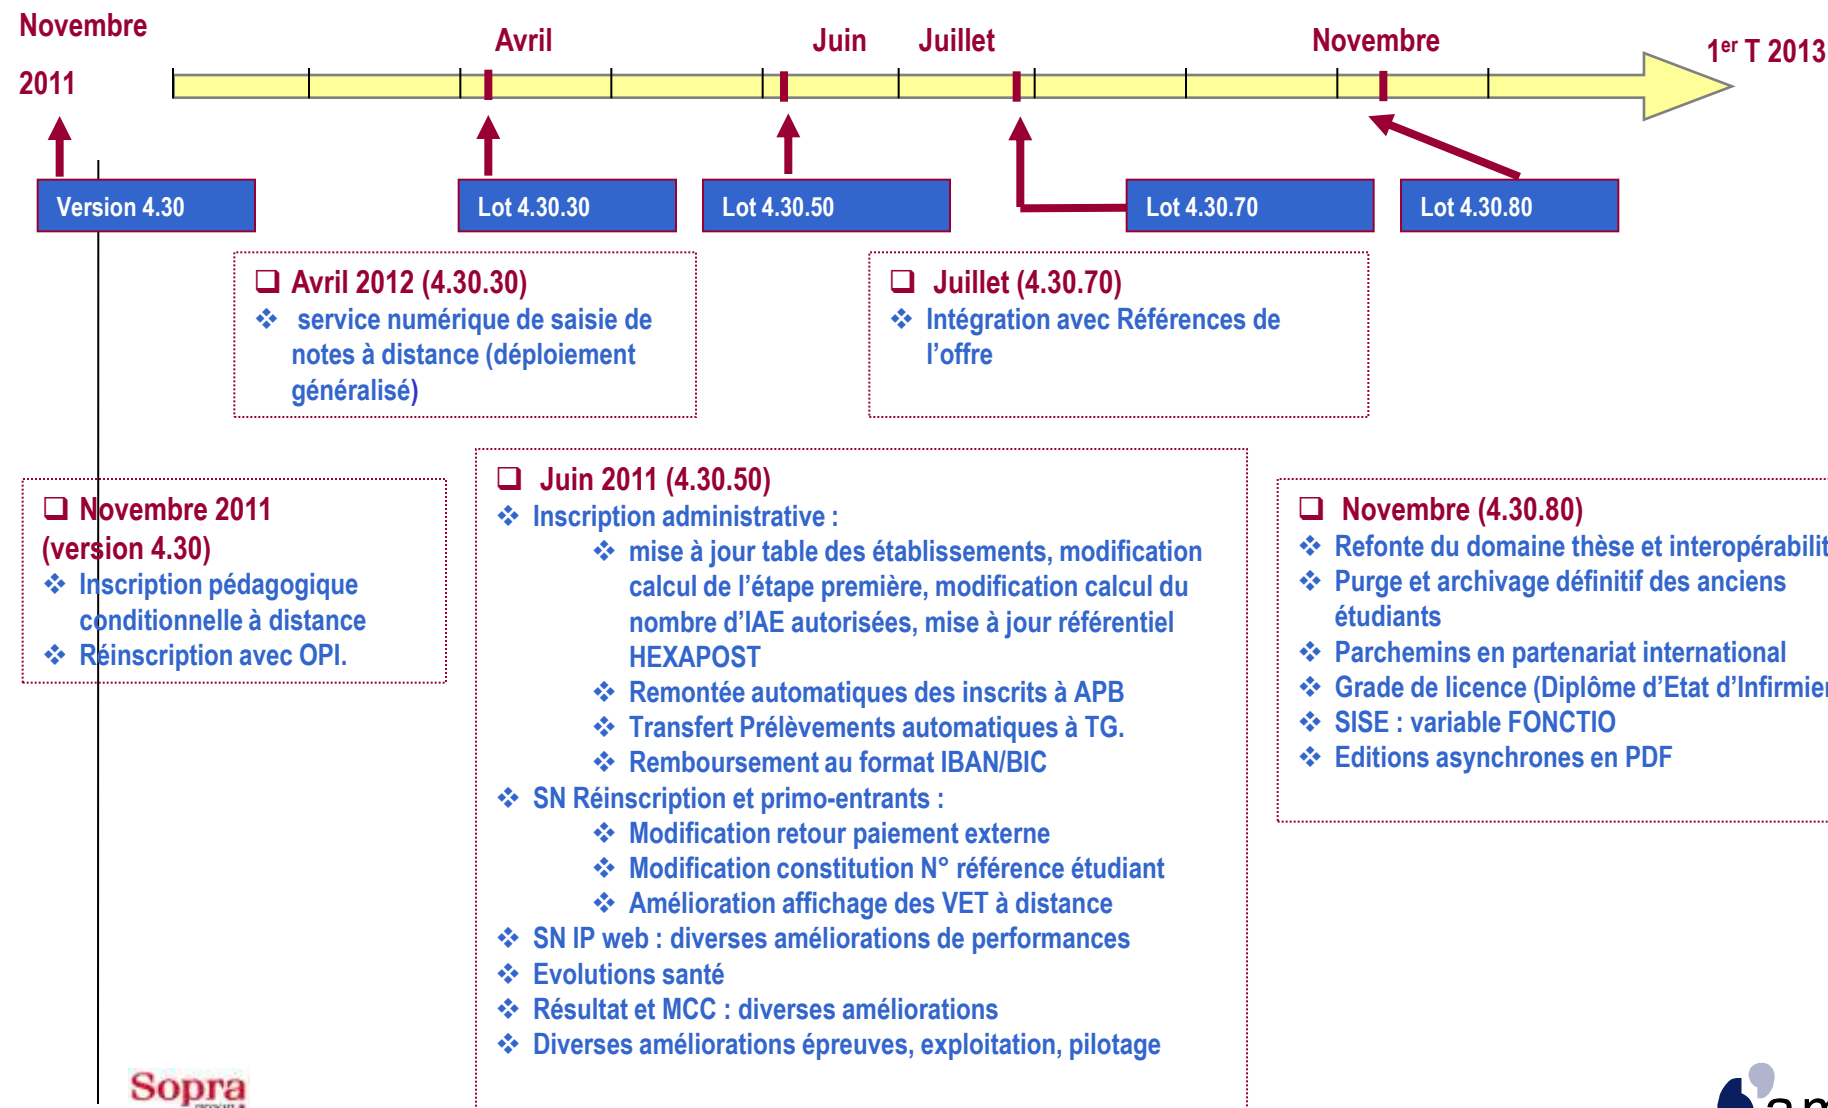 Novembre
2011
Avril
Juin
Juillet
Novembre
1er T 2013
Version 4.30
Lot 4.30.30
Lot 4.30.50
Lot 4.30.70
Lot 4.30.80
Avril 2012 (4.30.30)
service numérique de saisie de
notes à distance (déploiement
généralisé)
Juillet (4.30.70)
Intégration avec Références de
l’offre
Novembre 2011
(version 4.30)
Inscription pédagogique
conditionnelle à distance
Réinscription avec OPI.
Juin 2011 (4.30.50)
Inscription administrative :
mise à jour table des établissements, modification
calcul de l’étape première, modification calcul du
nombre d’IAE autorisées, mise à jour référentiel
HEXAPOST
Remontée automatiques des inscrits à APB
Transfert Prélèvements automatiques à TG.
Remboursement au format IBAN/BIC
SN Réinscription et primo-entrants :
Modification retour paiement externe
Modification constitution N° référence étudiant
Amélioration affichage des VET à distance
SN IP web : diverses améliorations de performances
Evolutions santé
Résultat et MCC : diverses améliorations
Diverses améliorations épreuves, exploitation, pilotage
Novembre (4.30.80)
Refonte du domaine thèse et interopérabilit
Purge et archivage définitif des anciens
étudiants
Parchemins en partenariat international
Grade de licence (Diplôme d’Etat d’Infirmier
SISE : variable FONCTIO
Editions asynchrones en PDF
Sopra